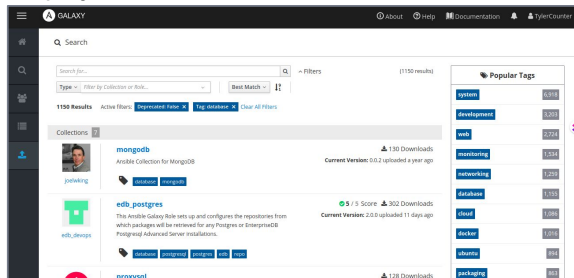 GALAXY
About
Help
Documentation
TylerCounter
Search
Search for...
Filters
(1150 results)
Type
Filter by Collection or Role...
Best Match
1150 Results Active filters: Deprecated: False X Tag: database X Clear All Filters
Collections 7
mongodb
Ansible Collection for MongoDB
130 Downloads
Current Version: 0.0.2 uploaded a year ago
joelwking
database
mongodb
edb_postgres
This Ansible Galaxy Role sets up and configures the repositories from
which packages will be retrieved for any Postgres or EnterpriseDB
Postgresql Advanced Server installations.
5 / 5 Score 302 Downloads
Current Version: 2.0.0 uploaded 11 days ago
edb_devops
database
postgresql
postgres
edb
repo
proxysql
128 Downloads
Popular Tags
system 6,918
development 3,203
web 2,724
monitoring 1,534
networking 1,259
database 1,155
cloud 1,086
docker 1,016
ubuntu 894
packaging 863